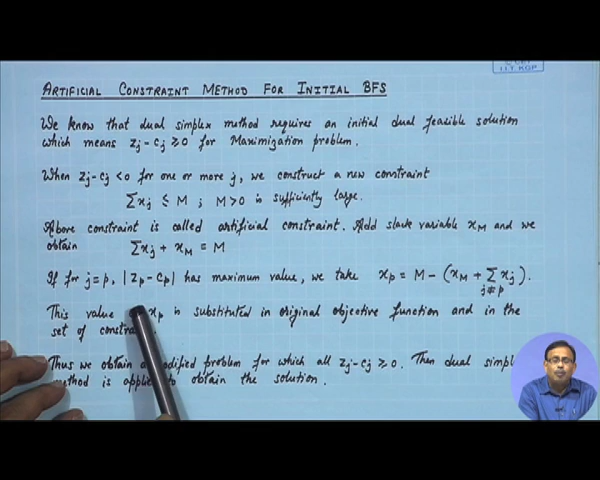 © CET
I.I.T. KGP
ARTIFICIAL CONSTRAINT METHOD FOR INITIAL BFS
We know that dual simplex method requires an initial dual feasible solution
which means Zj - Cj ≥ 0 for Maximization problem.
When Zj - Cj < 0 for one or more j, we construct a new constraint
Σxj ≤ M ; M > 0 is sufficiently large.
Above constraint is called artificial constraint. Add slack variable xM and we
obtain Σxj + xM = M
If for j = p, |Zp - Cp| has maximum value, we take xp = M - (xM + Σ xj).
j≠p
This value xp is substituted in original objective function and in the
set of
Thus we obtain modified problem for which all Zj - Cj ≥ 0. Then dual
method is applied to obtain the solution.